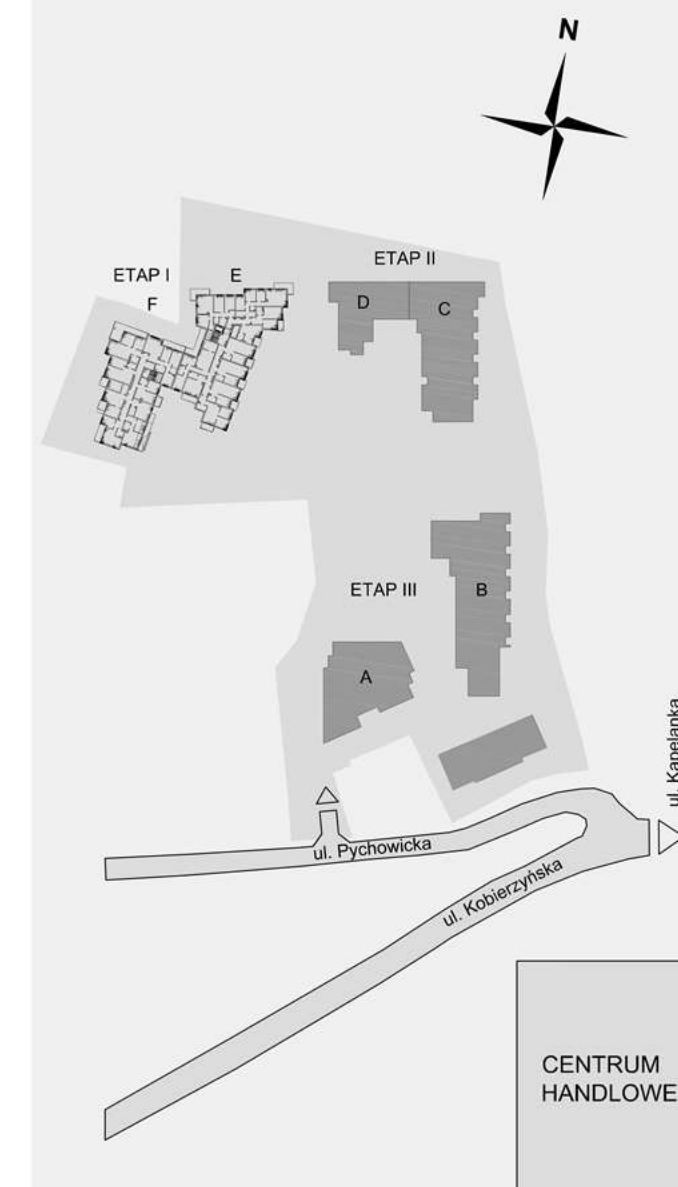 N
ETAP II
ETAP I
E
F
D
C
ETAP III
B
A
ul. Kapelanka
ul. Pychowicka
ul. Kobierzyńska
CENTRUM
HANDLOWE